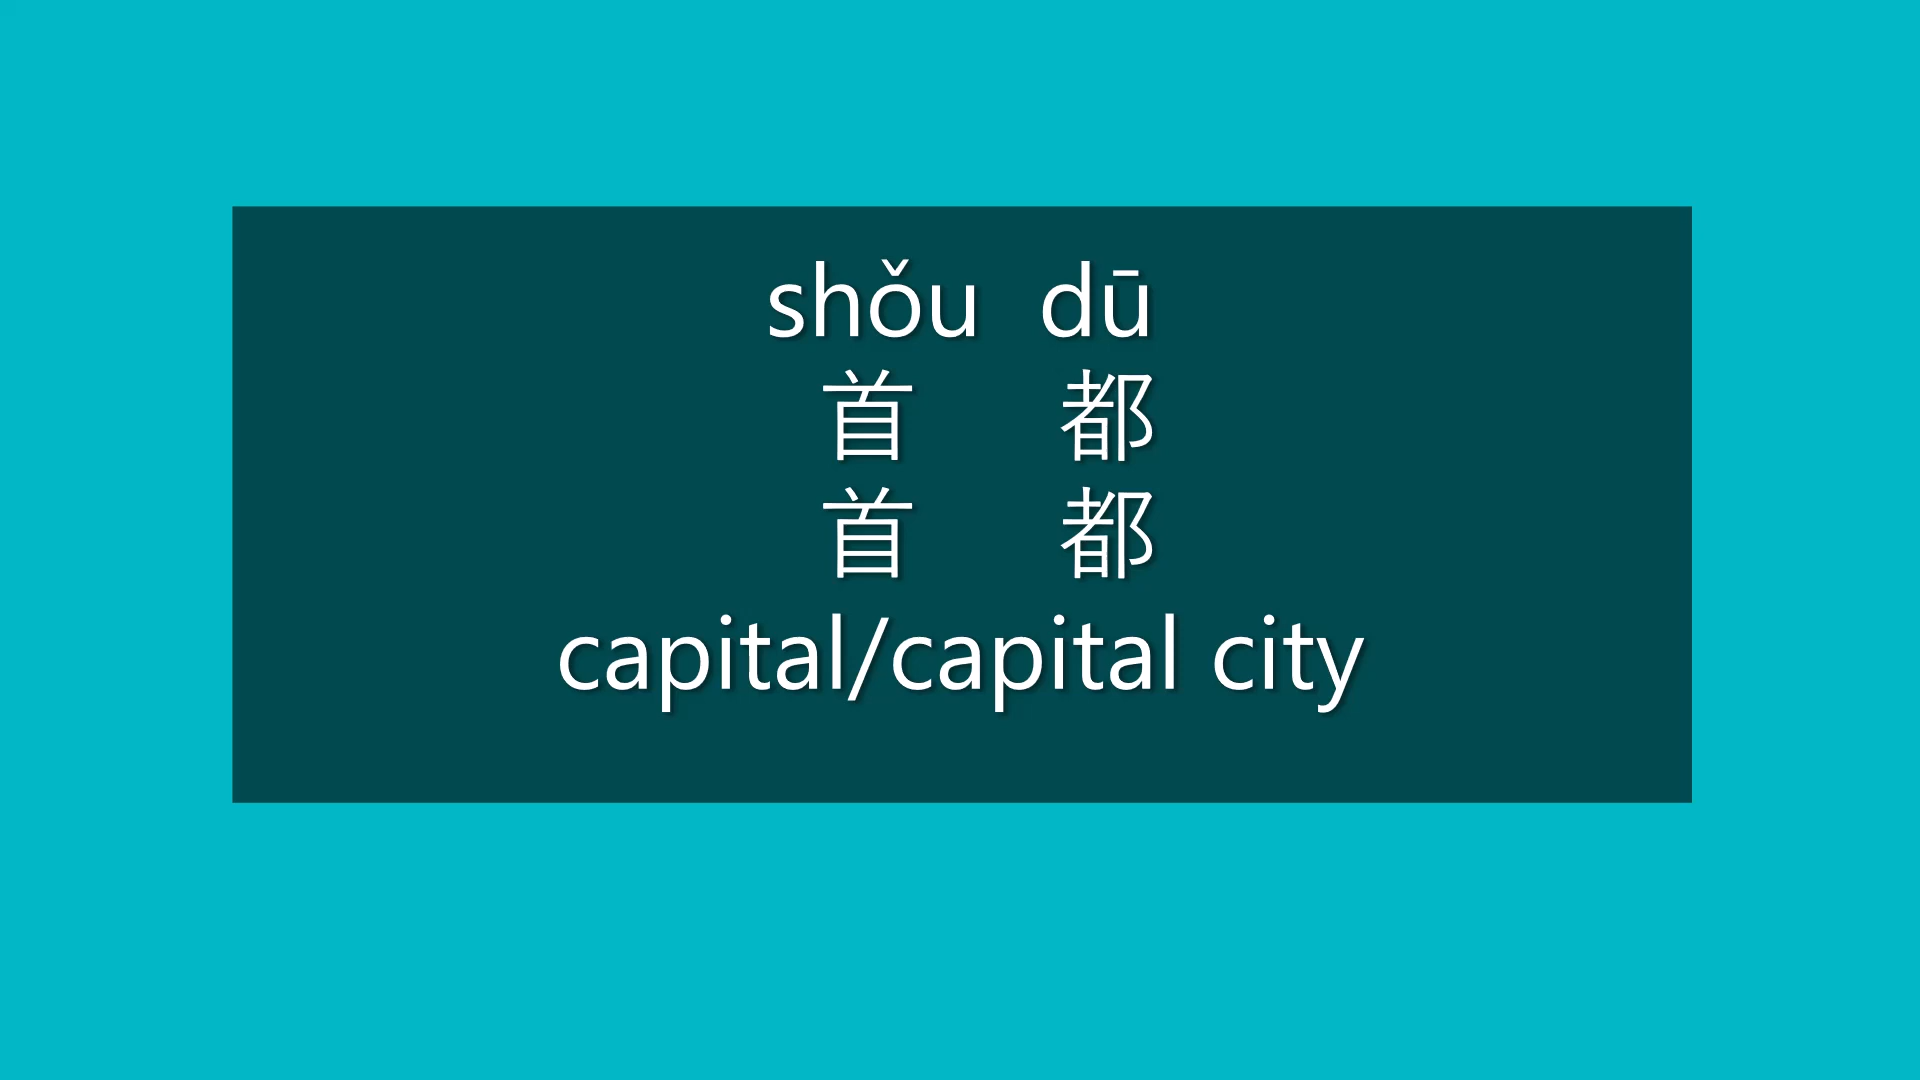 shǒu dū
首 都
首 都
capital/capital city